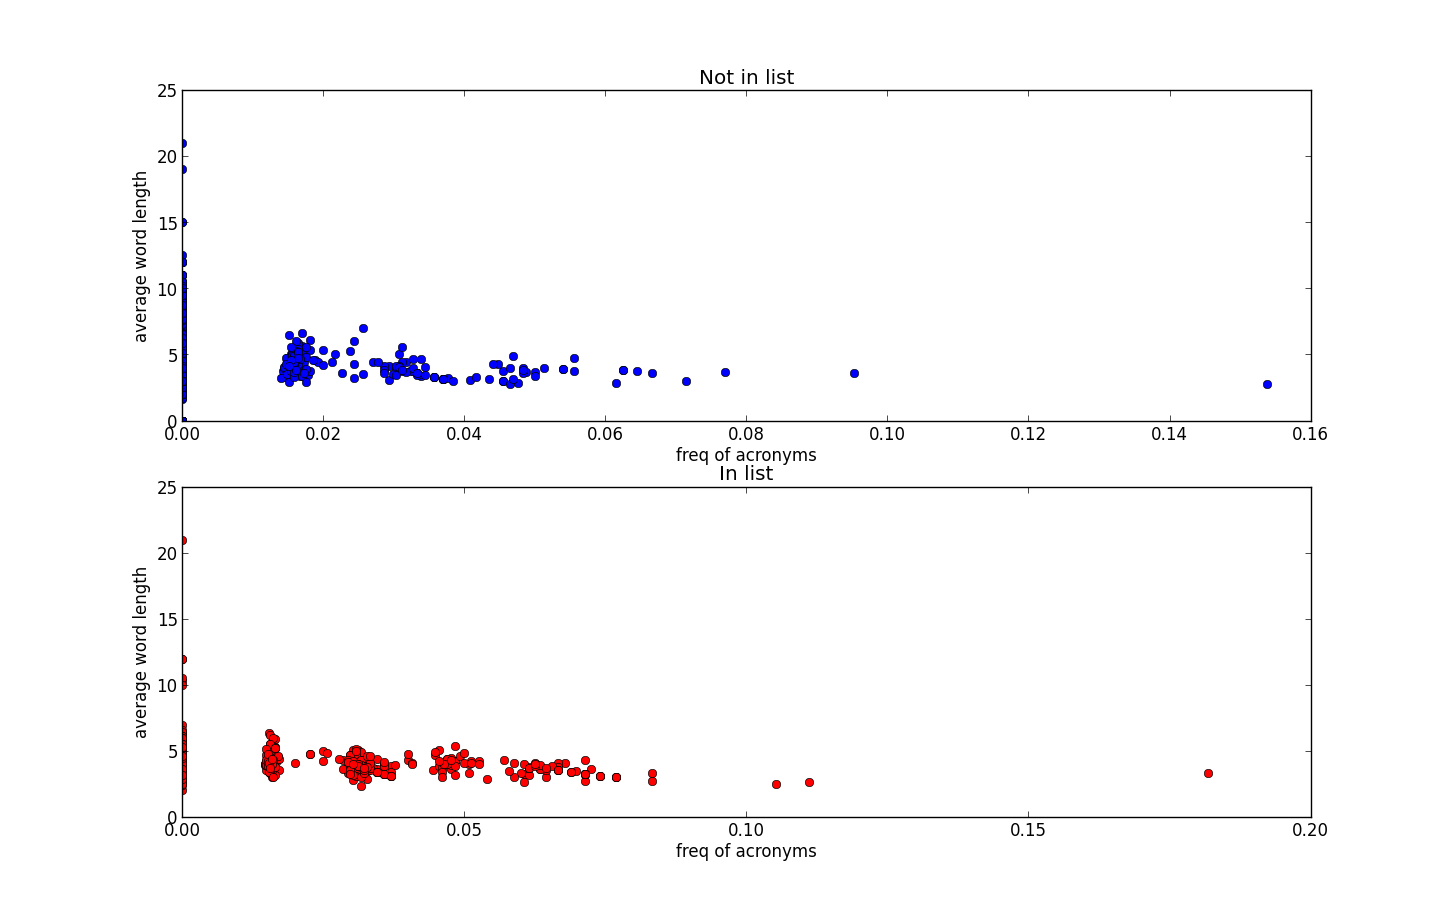 Not in list
25
20
15
10
5
0
average word length
0.00 0.02 0.04 0.06 0.08 0.10 0.12 0.14 0.16
freq of acronyms
In list
25
20
15
10
5
0
average word length
0.00 0.05 0.10 0.15 0.20
freq of acronyms